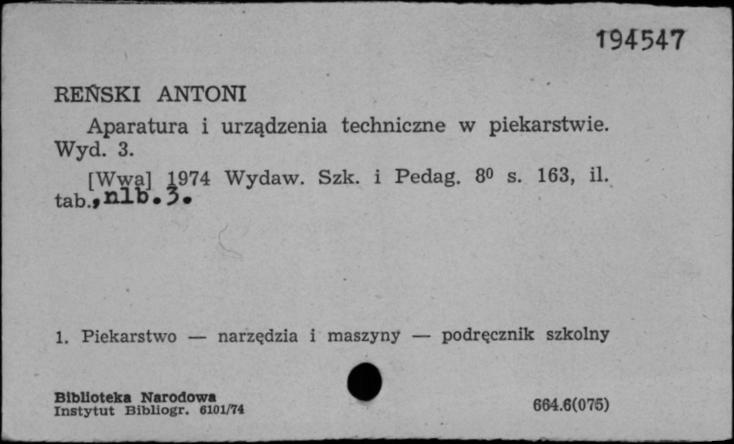 194547
REŃSKI ANTONI
Aparatura i urządzenia techniczne w piekarstwie.
Wyd. 3.
[Wwa] 1974 Wydaw. Szk. i Pedag. 8⁰ s. 163, il.
tab., nlb. 3.
1. Piekarstwo — narzędzia i maszyny — podręcznik szkolny
Biblioteka Narodowa
Instytut Bibliogr. 6101/74
664.6(075)